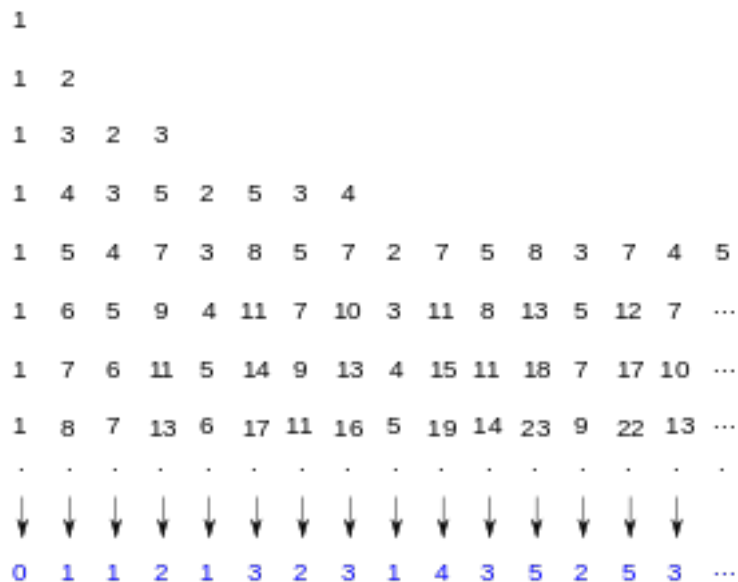 1
1 2
1 3 2 3
1 4 3 5 2 5 3 4
1 5 4 7 3 8 5 7 2 7 5 8 3 7 4 5
1 6 5 9 4 11 7 10 3 11 8 13 5 12 7 ...
1 7 6 11 5 14 9 13 4 15 11 18 7 17 10 ...
1 8 7 13 6 17 11 16 5 19 14 23 9 22 13 ...
. . . . . . . . . . . . . . . .
0 1 1 2 1 3 2 3 1 4 3 5 2 5 3 ...